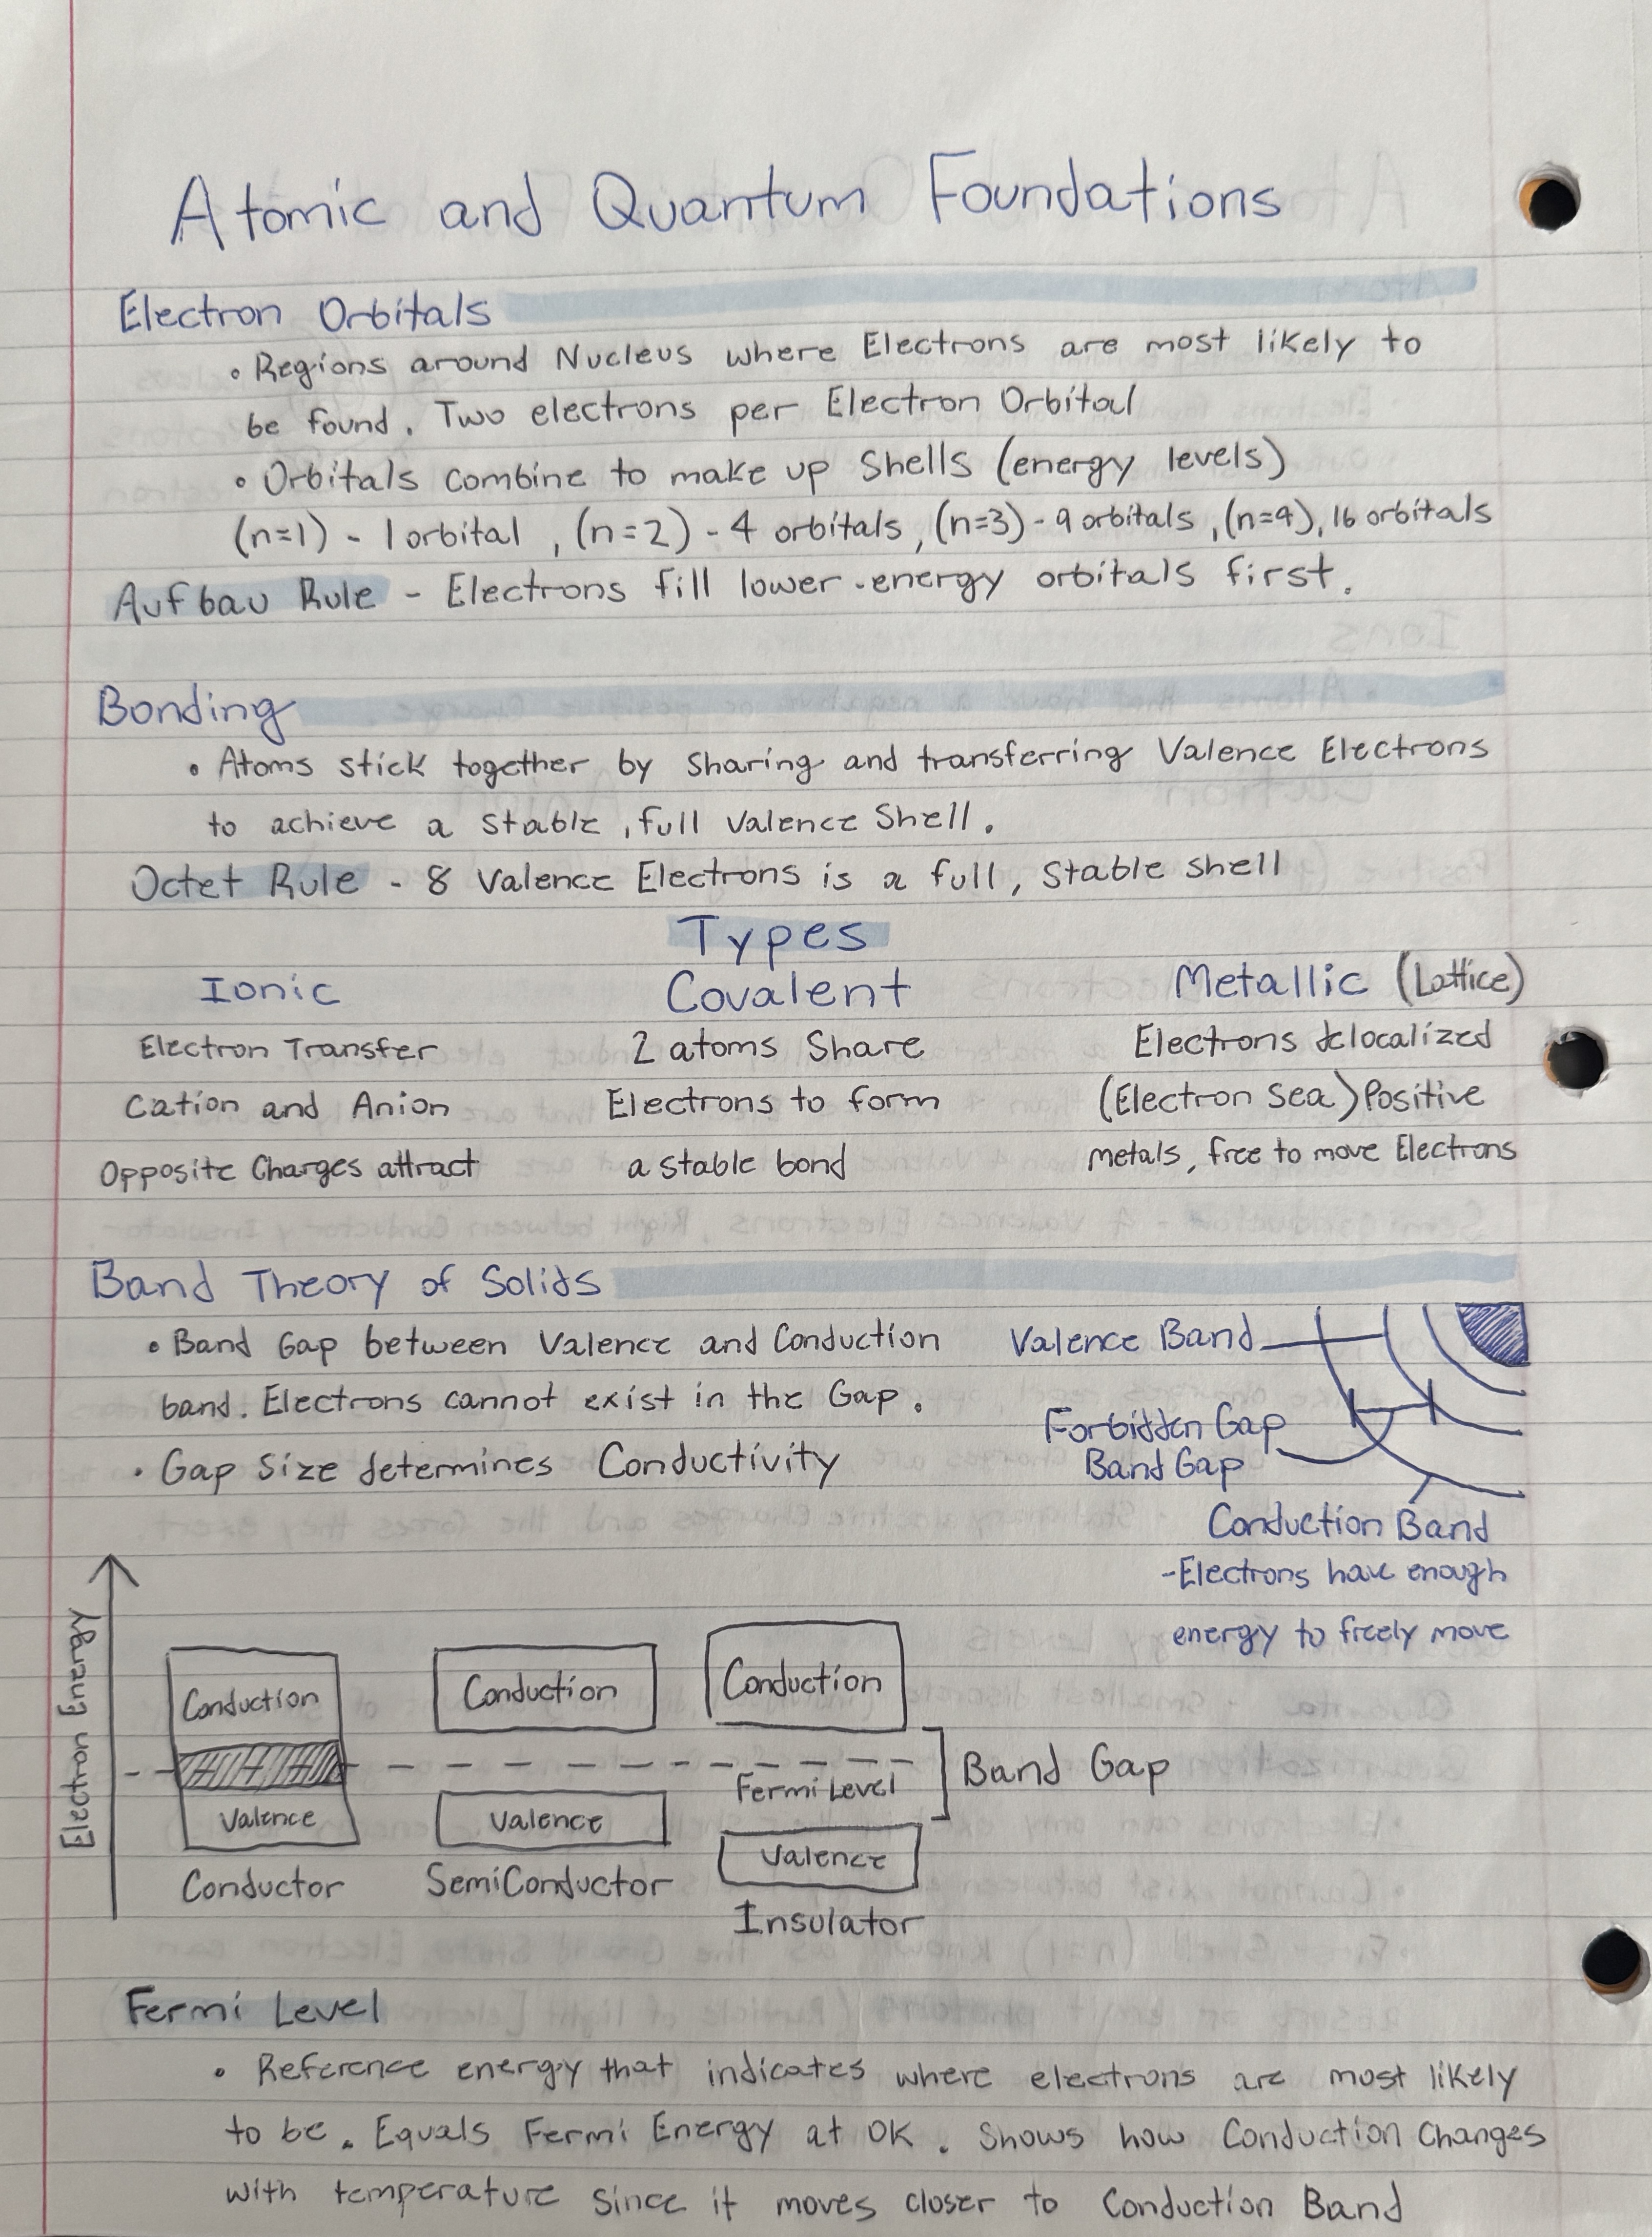 Atomic and Quantum Foundations
Electron Orbitals
• Regions around Nucleus where Electrons are most likely to
be found. Two electrons per Electron Orbital
• Orbitals combine to make up Shells (energy levels)
(n=1) - 1 orbital , (n=2) - 4 orbitals, (n=3) - 9 orbitals, (n=4), 16 orbitals
Aufbau Rule - Electrons fill lower-energy orbitals first.
Bonding
• Atoms stick together by Sharing and transferring Valence Electrons
to achieve a Stable, full Valence Shell.
Octet Rule - 8 Valence Electrons is a full, Stable shell
Types
Ionic Covalent Metallic (Lattice)
Electron Transfer 2 atoms Share Electrons delocalized
Cation and Anion Electrons to form (Electron Sea) Positive
Opposite Charges attract a stable bond metals, free to move Electrons
Band Theory of Solids
• Band Gap between Valence and Conduction
band. Electrons cannot exist in the Gap.
• Gap Size determines Conductivity
Valence Band
Forbidden Gap
Band Gap
Conduction Band
-Electrons have enough
energy to freely move
Electron Energy
Conduction Conduction Conduction
Fermi Level Band Gap
Valence Valence Valence
Conductor SemiConductor Insulator
Fermi Level
• Reference energy that indicates where electrons are most likely
to be. Equals Fermi Energy at 0K. Shows how Conduction Changes
with temperature since it moves closer to Conduction Band